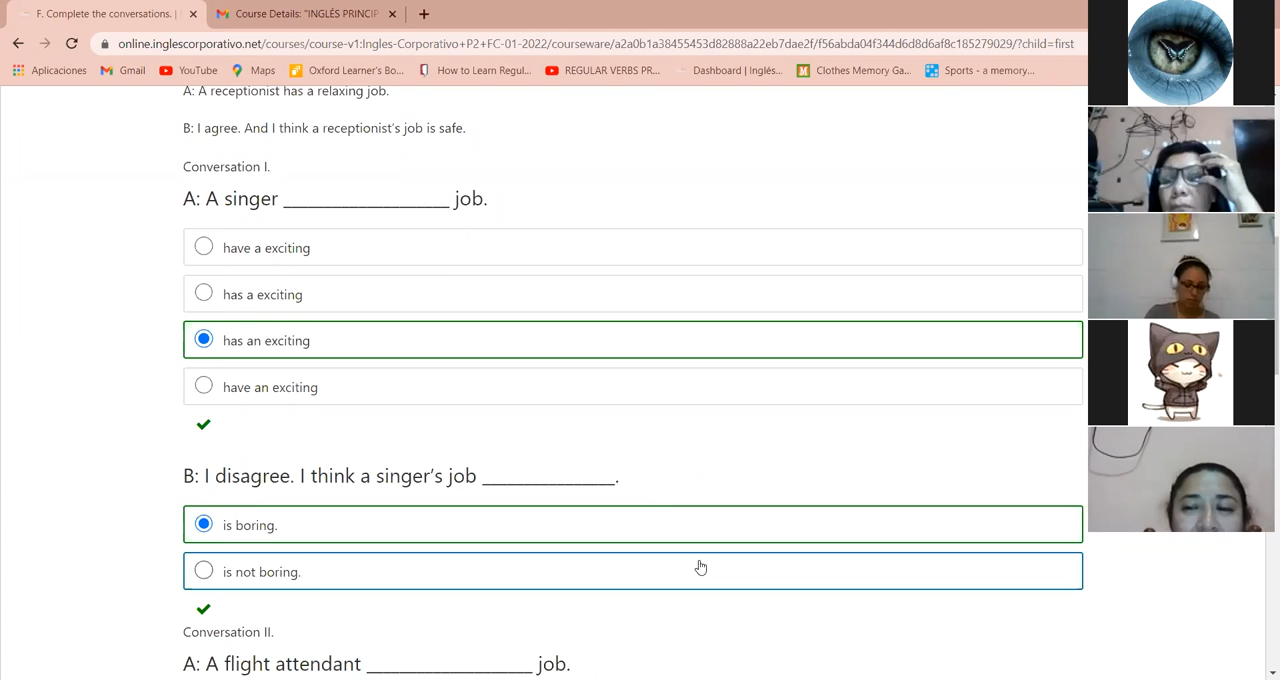 F. Complete the conversations. |
Course Details: "INGLÉS PRINCIP
online.inglescorporativo.net/courses/course-v1:Ingles-Corporativo+P2+FC-01-2022/courseware/a2a0b1a38455453d82888a22eb7dae2f/f56abda04f344d6d8d6af8c185279029/?child=first
Aplicaciones Gmail YouTube Maps Oxford Learner's Bo... How to Learn Regul... REGULAR VERBS PR... Dashboard | Inglés... Clothes Memory Ga... Sports - a memory...
A: A receptionist has a relaxing job.
B: I agree. And I think a receptionist's job is safe.
Conversation I.
A: A singer ____________________ job.
have a exciting
has a exciting
has an exciting
have an exciting
B: I disagree. I think a singer's job ________________.
is boring.
is not boring.
Conversation II.
A: A flight attendant ____________________ job.